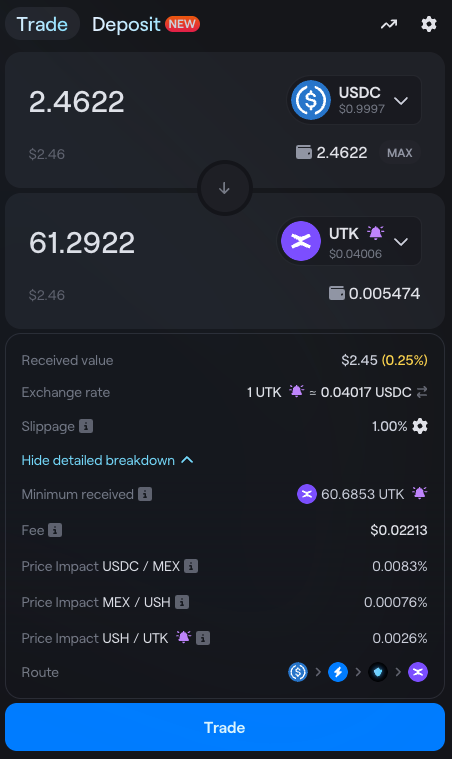 Trade Deposit NEW
2.4622 USDC
$0.9997
$2.46 2.4622 MAX
61.2922 UTK
$0.04006
$2.46 0.005474
Received value $2.45 (0.25%)
Exchange rate 1 UTK ≃ 0.04017 USDC
Slippage 1.00%
Hide detailed breakdown
Minimum received 60.6853 UTK
Fee $0.02213
Price Impact USDC / MEX 0.0083%
Price Impact MEX / USH 0.00076%
Price Impact USH / UTK 0.0026%
Route
Trade